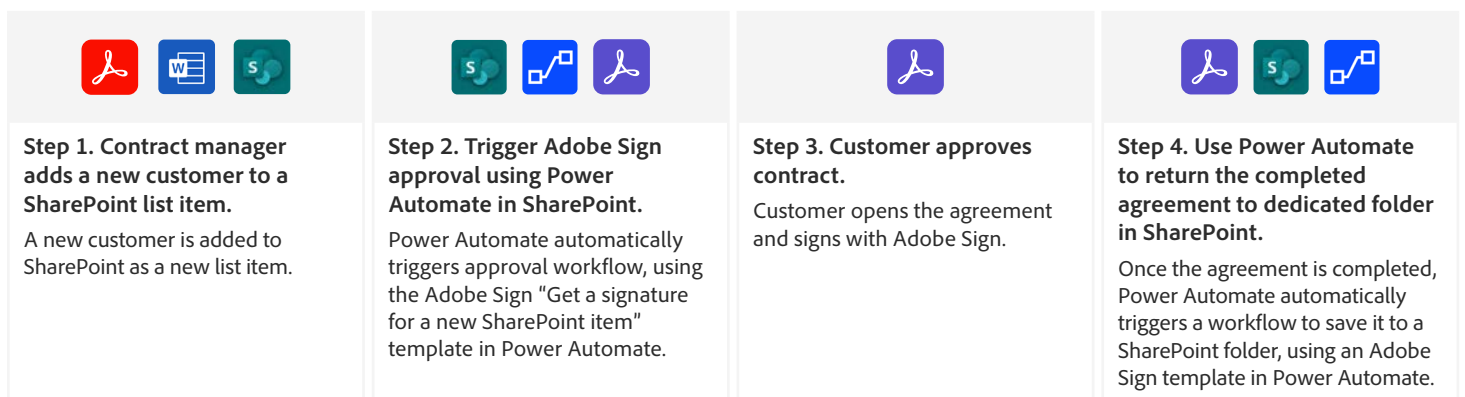 W
S
S
S
Step 1. Contract manager
adds a new customer to a
SharePoint list item.
A new customer is added to
SharePoint as a new list item.
Step 2. Trigger Adobe Sign
approval using Power
Automate in SharePoint.
Power Automate automatically
triggers approval workflow, using
the Adobe Sign “Get a signature
for a new SharePoint item”
template in Power Automate.
Step 3. Customer approves
contract.
Customer opens the agreement
and signs with Adobe Sign.
Step 4. Use Power Automate
to return the completed
agreement to dedicated folder
in SharePoint.
Once the agreement is completed,
Power Automate automatically
triggers a workflow to save it to a
SharePoint folder, using an Adobe
Sign template in Power Automate.